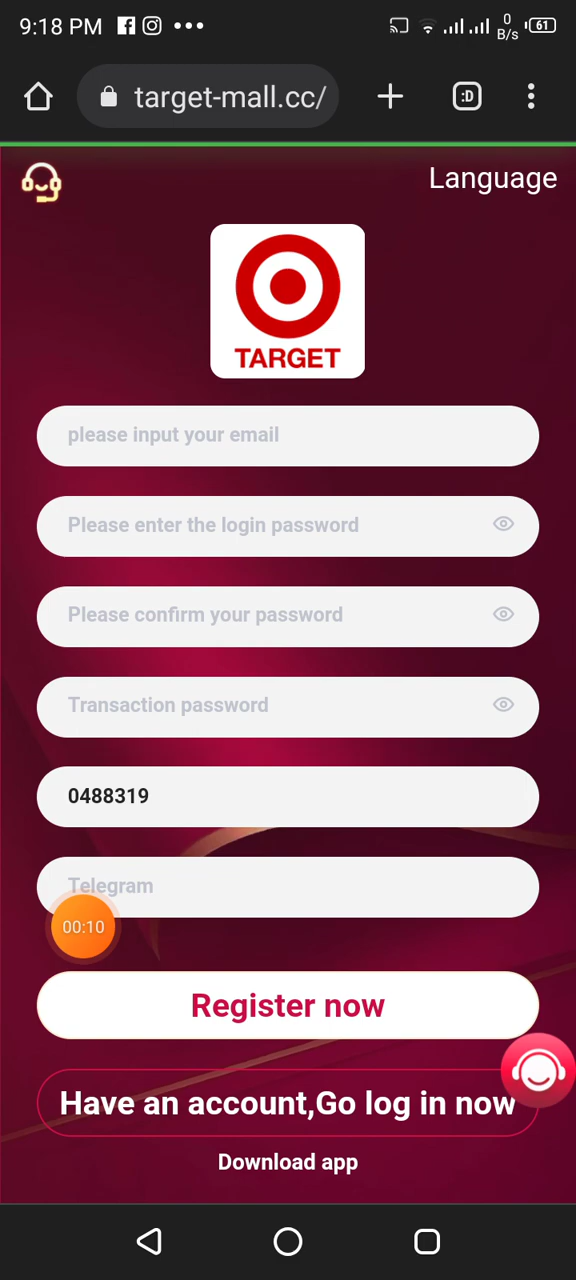 9:18 PM
0
B/s
61
target-mall.cc/
:D
Language
TARGET
please input your email
Please enter the login password
Please confirm your password
Transaction password
0488319
Telegram
00:10
Register now
Have an account,Go log in now
Download app